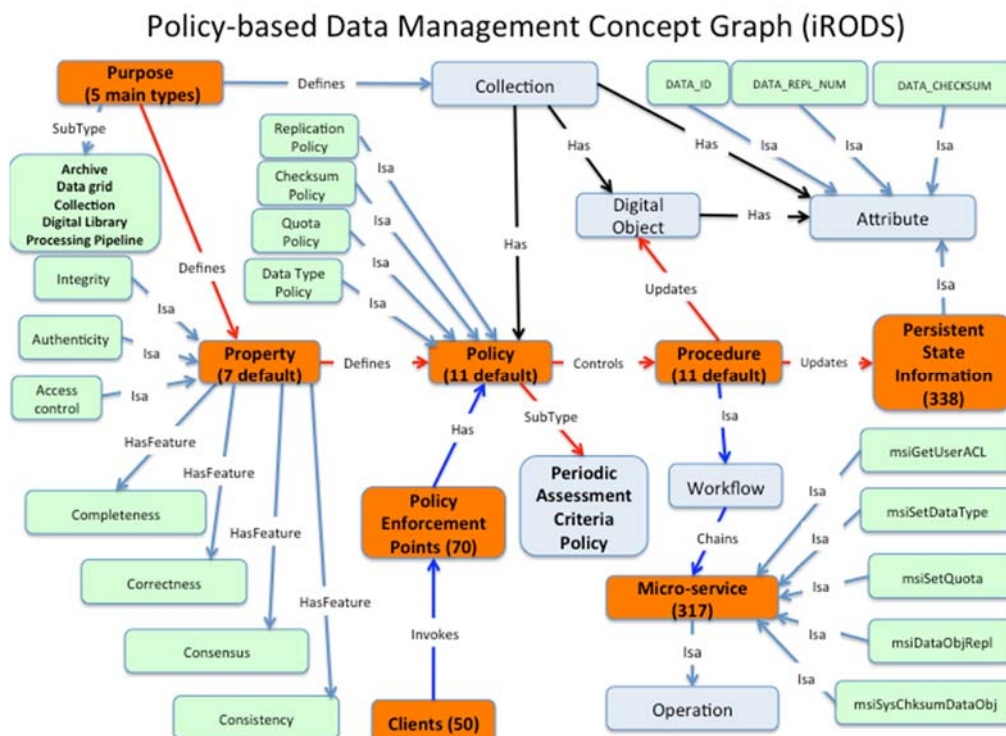 Policy-based Data Management Concept Graph (iRODS)
Purpose
(5 main types)
Defines
Collection
DATA_ID
DATA_REPL_NUM
DATA_CHECKSUM
SubType
Replication
Policy
Isa
Has
Has
Isa
Isa
Isa
Archive
Data grid
Collection
Digital Library
Processing Pipeline
Checksum
Policy
Isa
Digital
Object
Has
Attribute
Quota
Policy
Isa
Has
Defines
Integrity
Isa
Data Type
Policy
Isa
Updates
Isa
Authenticity
Isa
Property
(7 default)
Defines
Policy
(11 default)
Controls
Procedure
(11 default)
Updates
Persistent
State
Information
(338)
Access
control
Isa
Has
SubType
Isa
HasFeature
msiGetUserACL
Completeness
HasFeature
Policy
Enforcement
Points (70)
Periodic
Assessment
Criteria
Policy
Workflow
Isa
msiSetDataType
Chains
Isa
Correctness
HasFeature
Micro-service
(317)
Isa
msiSetQuota
Invokes
Isa
msiDataObjRepl
Consensus
Isa
Isa
Consistency
Clients (50)
Operation
msiSysChksumDataObj